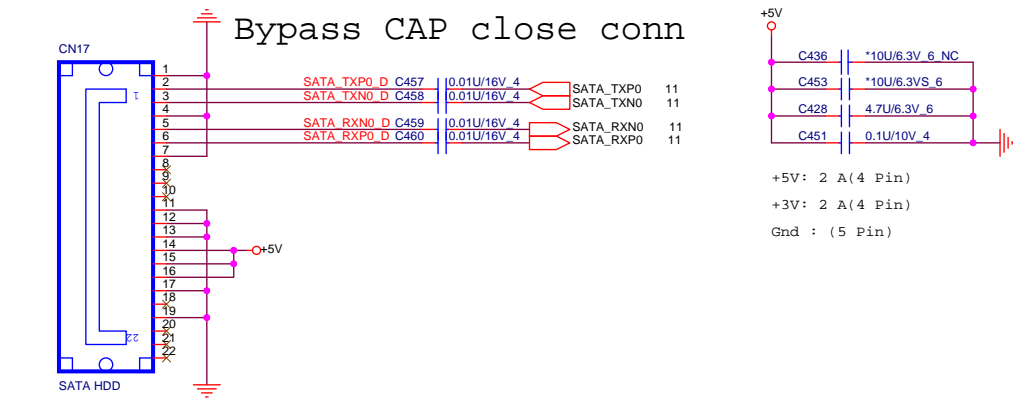 Bypass CAP close conn
CN17
1
2
3
4
5
6
7
8
9
10
11
12
13
14
15
16
17
18
19
20
21
22
1
22
SATA HDD
SATA_TXP0_D C457 0.01U/16V_4 SATA_TXP0 11
SATA_TXN0_D C458 0.01U/16V_4 SATA_TXN0 11
SATA_RXN0_D C459 0.01U/16V_4 SATA_RXN0 11
SATA_RXP0_D C460 0.01U/16V_4 SATA_RXP0 11
+5V
+5V
C436 *10U/6.3V_6_NC
C453 *10U/6.3VS_6
C428 4.7U/6.3V_6
C451 0.1U/10V_4
+5V: 2 A(4 Pin)
+3V: 2 A(4 Pin)
Gnd : (5 Pin)